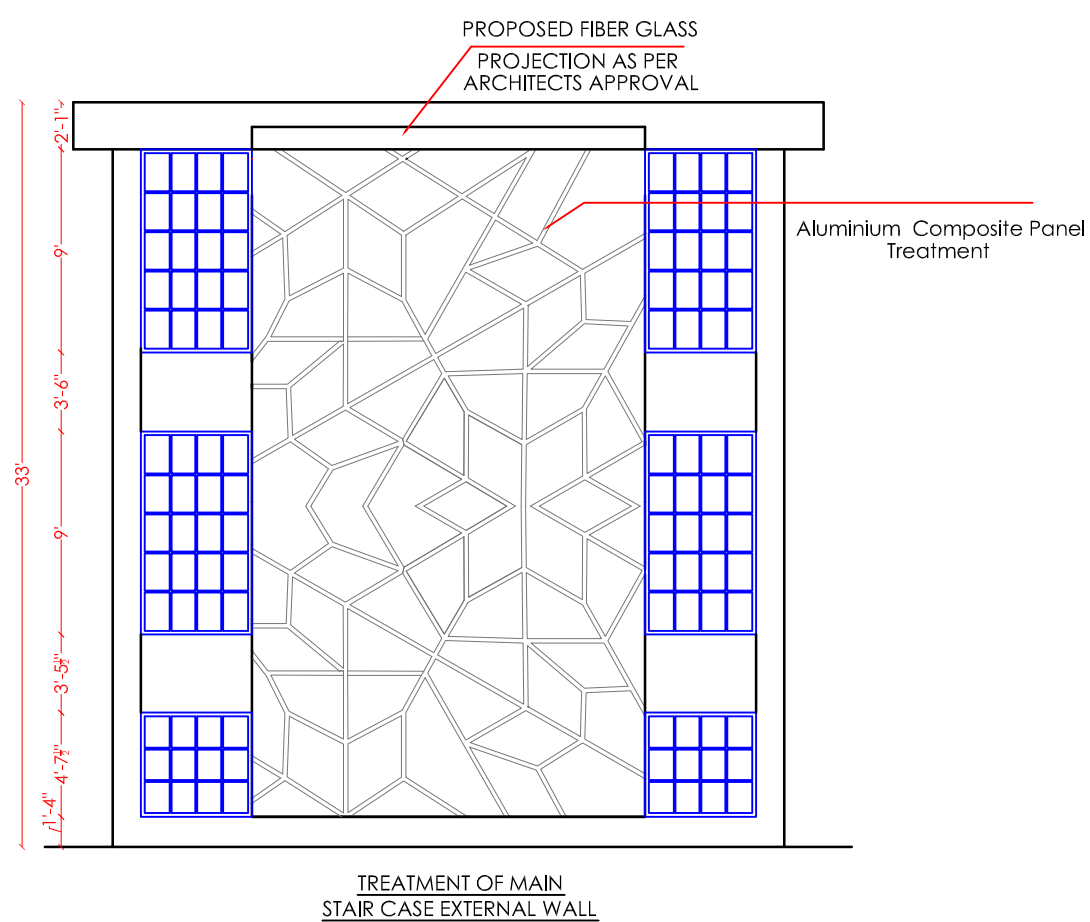 PROPOSED FIBER GLASS
PROJECTION AS PER
ARCHITECTS APPROVAL
Aluminium Composite Panel
Treatment
2'-1"
9'
3'-6"
33'
9'
3'-5½"
4'-7½"
1'-4"
TREATMENT OF MAIN
STAIR CASE EXTERNAL WALL